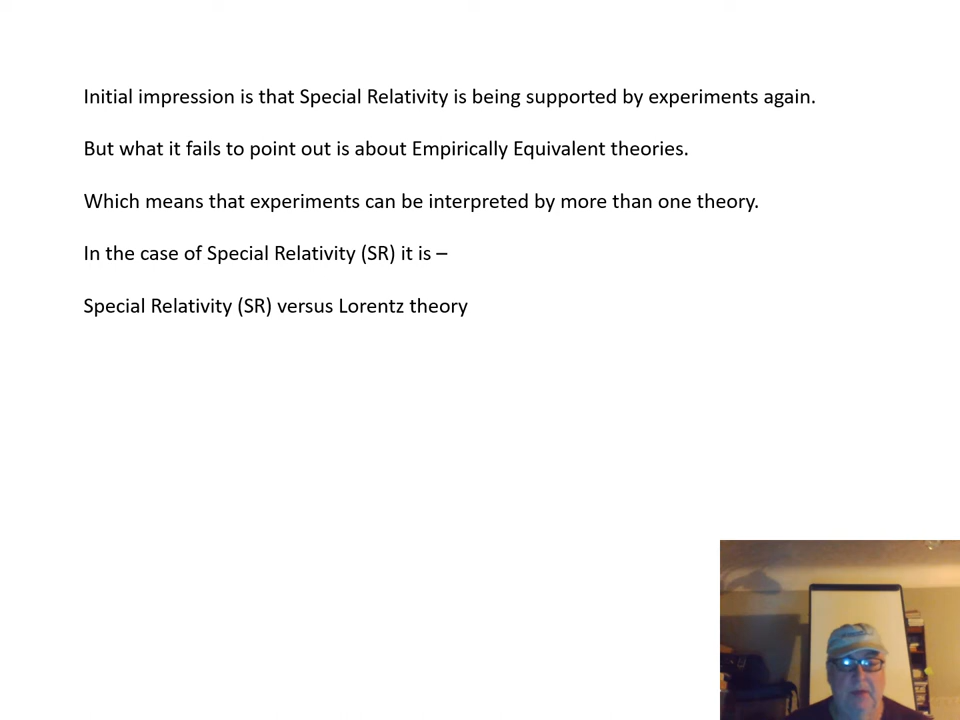 Initial impression is that Special Relativity is being supported by experiments again.
But what it fails to point out is about Empirically Equivalent theories.
Which means that experiments can be interpreted by more than one theory.
In the case of Special Relativity (SR) it is –
Special Relativity (SR) versus Lorentz theory